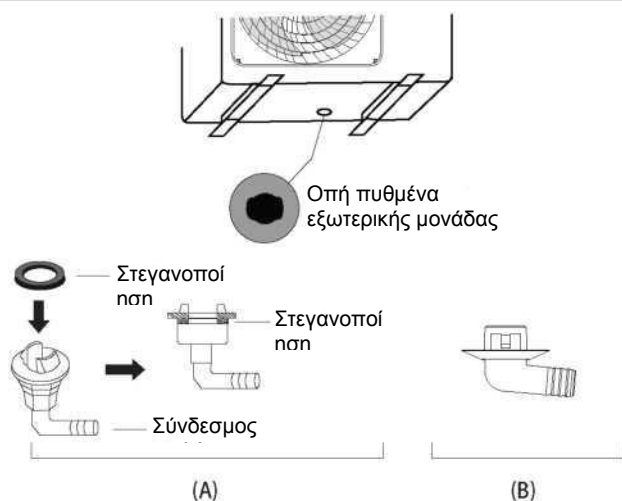 Οπή πυθμένα
εξωτερικής μονάδας
Στεγανοποί
ηση
Στεγανοποί
ηση
Σύνδεσμος
(A)
(B)